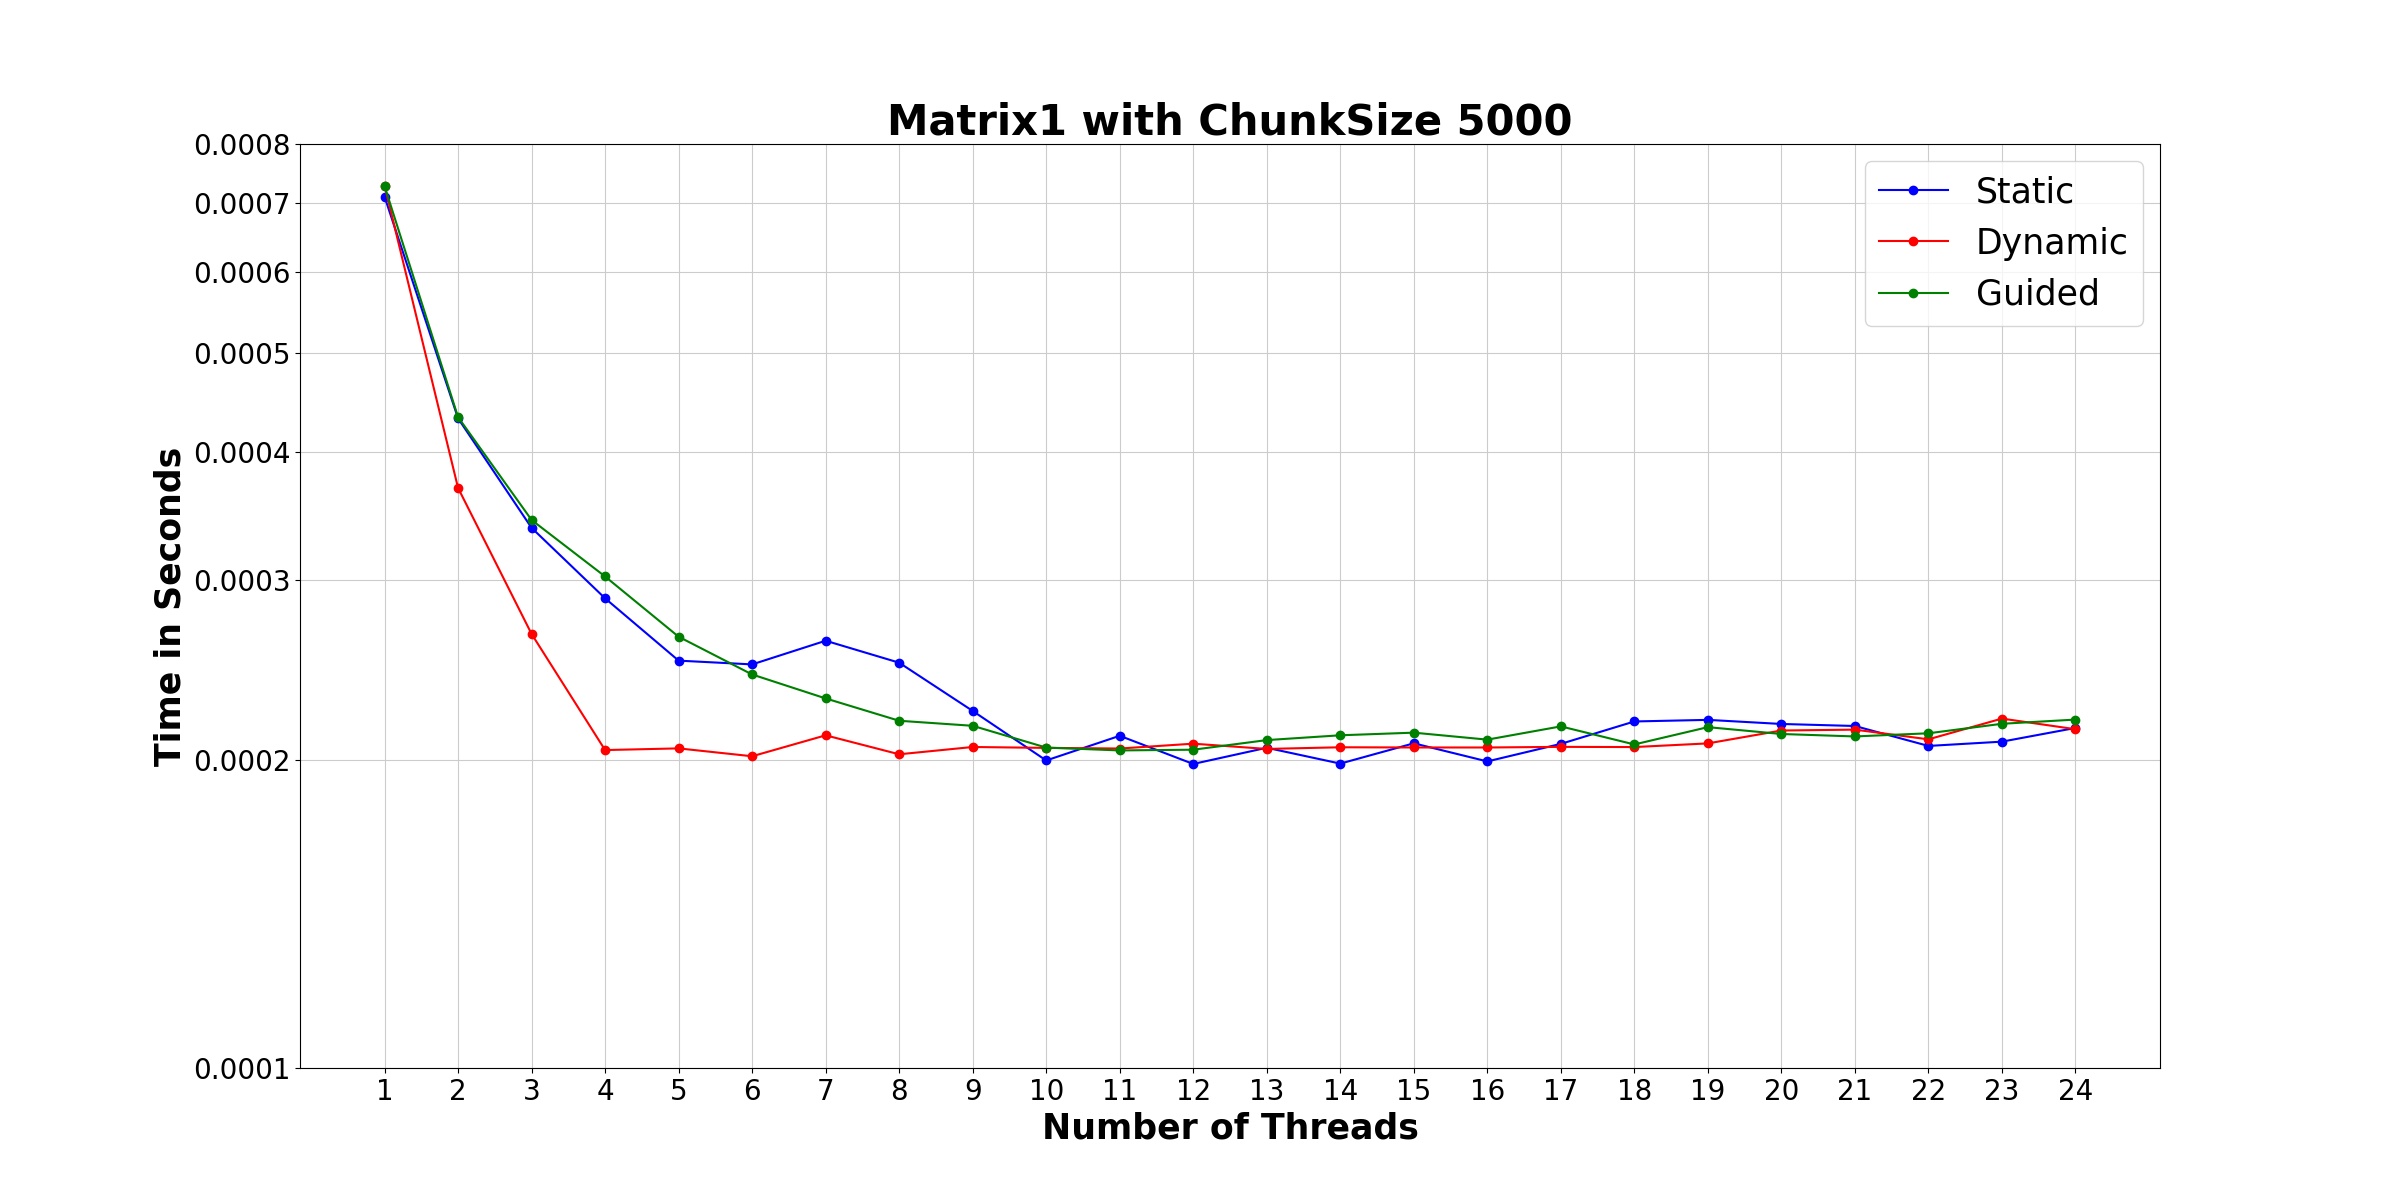 Matrix1 with ChunkSize 5000
0.0008
0.0007
0.0006
0.0005
0.0004
0.0003
0.0002
0.0001
Time in Seconds
Static
Dynamic
Guided
1 2 3 4 5 6 7 8 9 10 11 12 13 14 15 16 17 18 19 20 21 22 23 24
Number of Threads